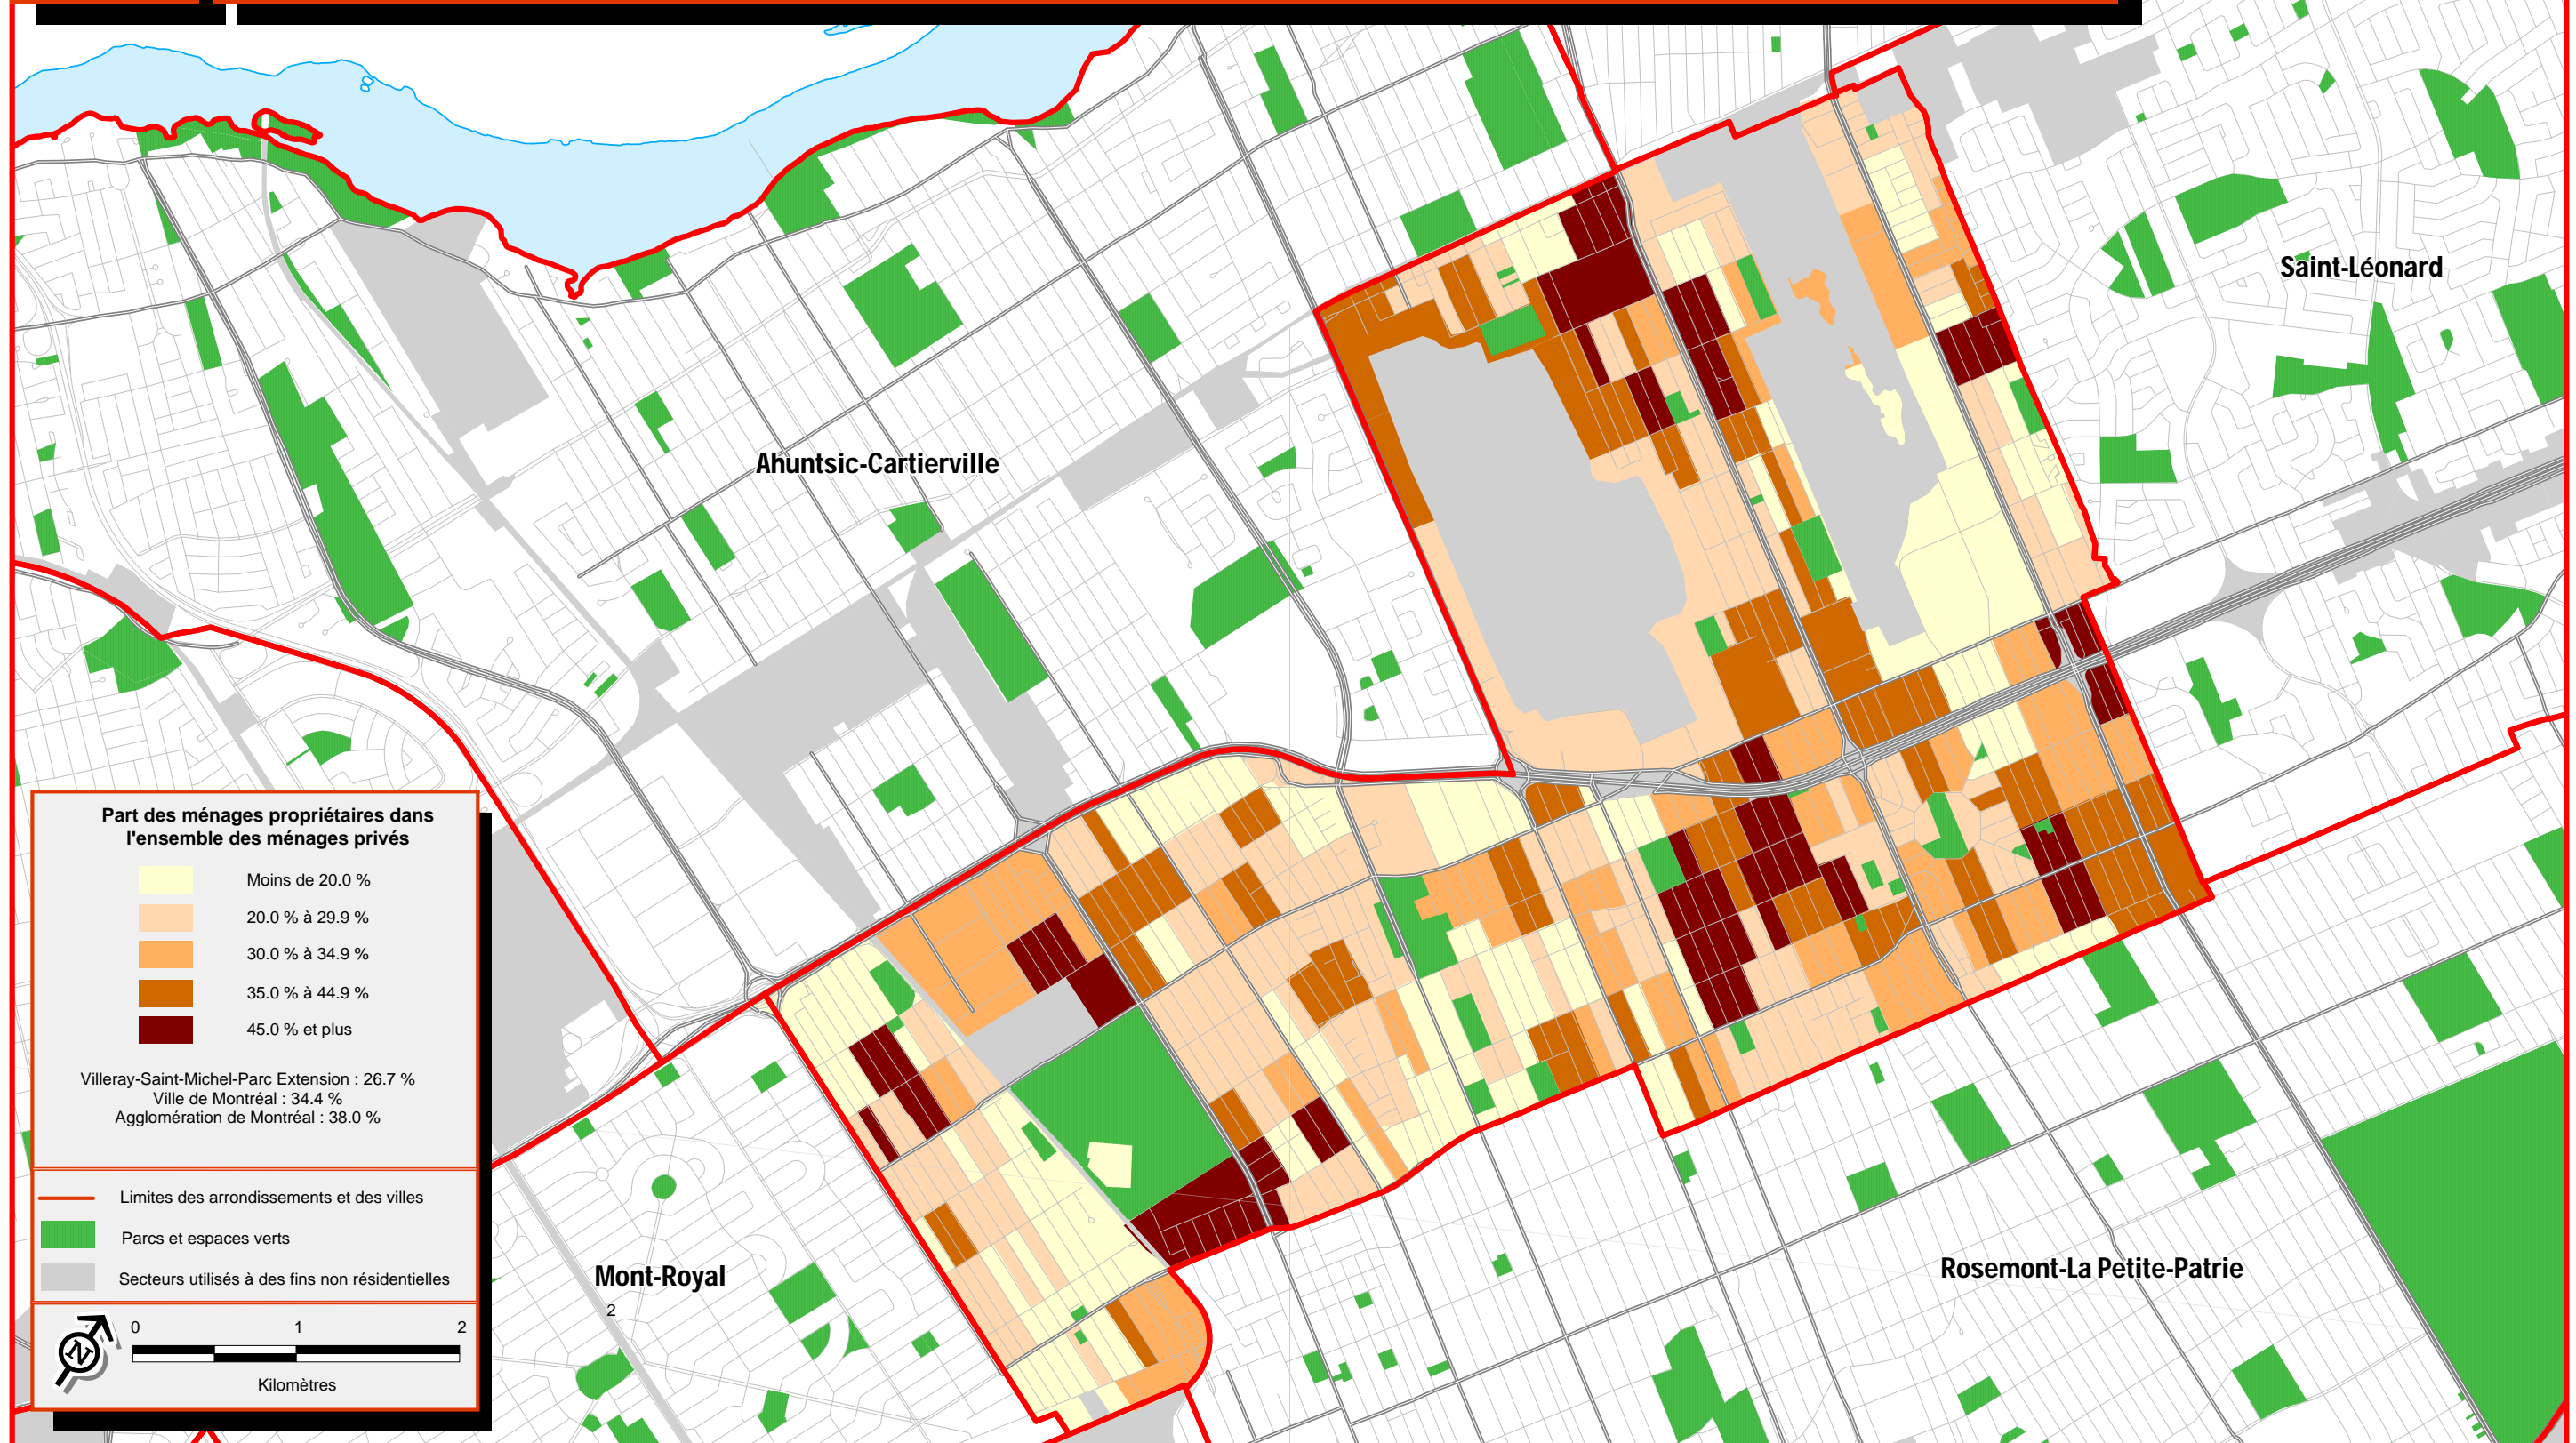 Saint-Léonard
Ahuntsic-Cartierville
Part des ménages propriétaires dans
l'ensemble des ménages privés
Moins de 20.0 %
20.0 % à 29.9 %
30.0 % à 34.9 %
35.0 % à 44.9 %
45.0 % et plus
Villeray-Saint-Michel-Parc Extension : 26.7 %
Ville de Montréal : 34.4 %
Agglomération de Montréal : 38.0 %
Limites des arrondissements et des villes
Parcs et espaces verts
Secteurs utilisés à des fins non résidentielles
N
0 1 2
Kilomètres
Mont-Royal
2
Rosemont-La Petite-Patrie